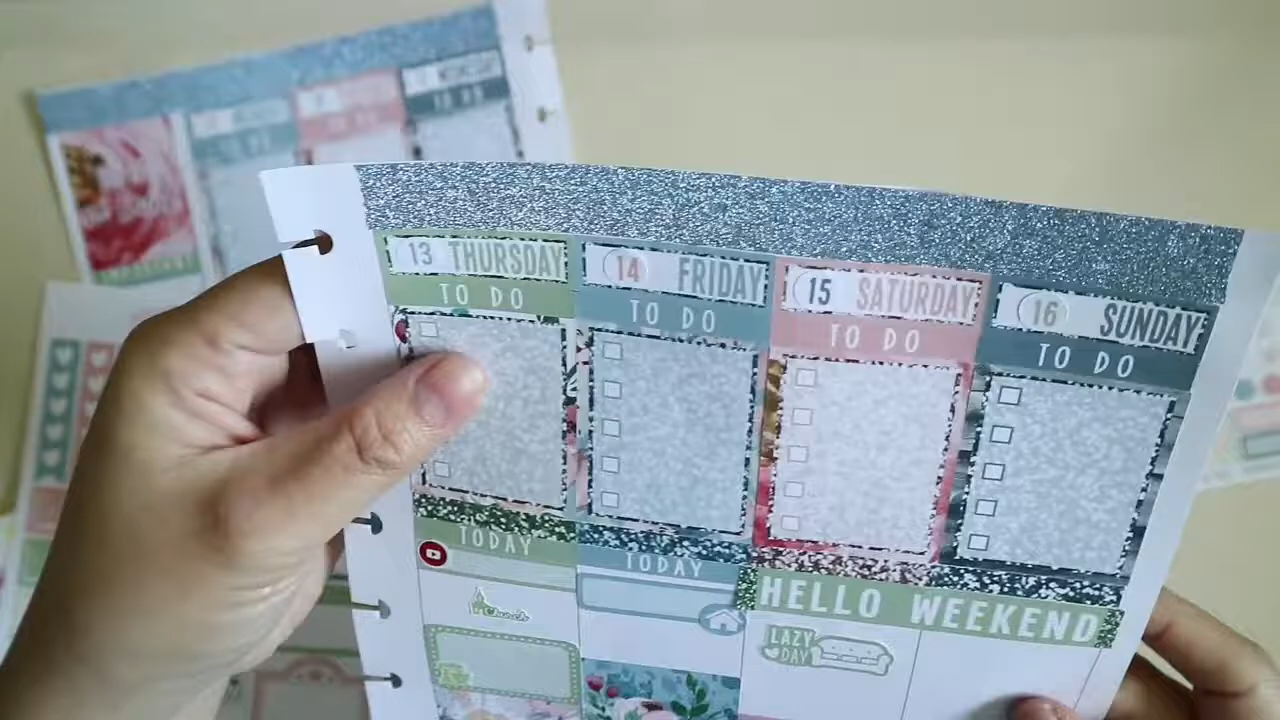 13 THURSDAY
TO DO
14 FRIDAY
TO DO
15 SATURDAY
TO DO
16 SUNDAY
TO DO
TODAY
Church
TODAY
HELLO WEEKEND
LAZY
DAY